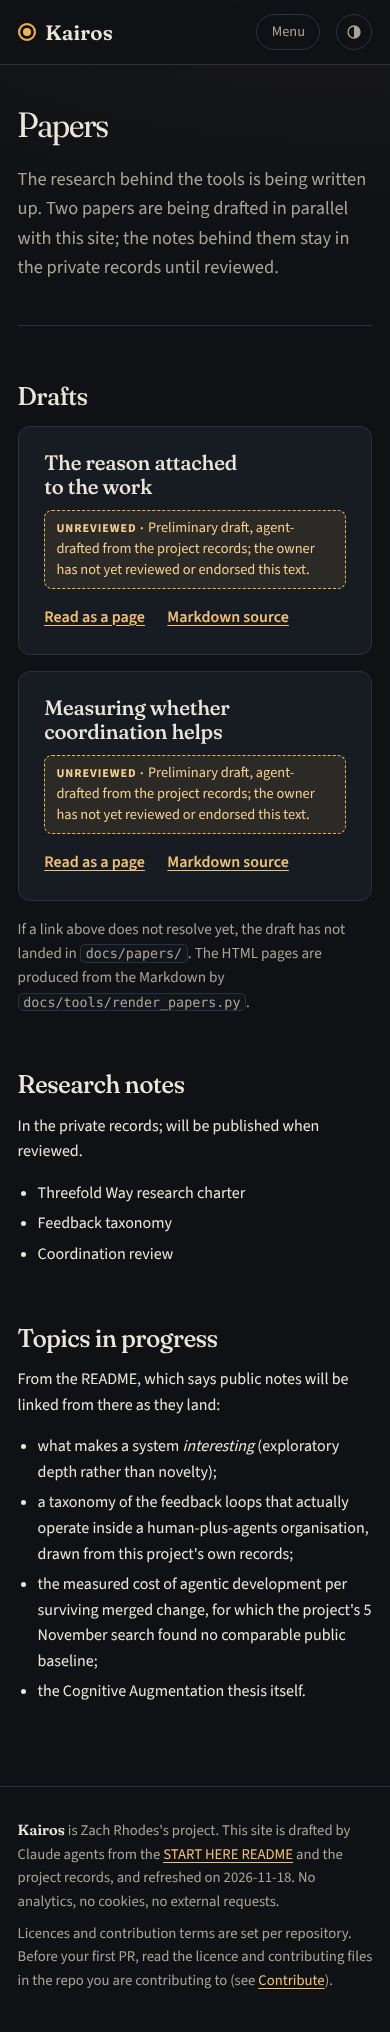 Kairos
Menu
Papers
The research behind the tools is being written
up. Two papers are being drafted in parallel
with this site; the notes behind them stay in
the private records until reviewed.
Drafts
The reason attached
to the work
UNREVIEWED · Preliminary draft, agent-
drafted from the project records; the owner
has not yet reviewed or endorsed this text.
Read as a page Markdown source
Measuring whether
coordination helps
UNREVIEWED · Preliminary draft, agent-
drafted from the project records; the owner
has not yet reviewed or endorsed this text.
Read as a page Markdown source
If a link above does not resolve yet, the draft has not
landed in docs/papers/. The HTML pages are
produced from the Markdown by
docs/tools/render_papers.py.
Research notes
In the private records; will be published when
reviewed.
• Threefold Way research charter
• Feedback taxonomy
• Coordination review
Topics in progress
From the README, which says public notes will be
linked from there as they land:
• what makes a system interesting (exploratory
depth rather than novelty);
• a taxonomy of the feedback loops that actually
operate inside a human-plus-agents organisation,
drawn from this project's own records;
• the measured cost of agentic development per
surviving merged change, for which the project's 5
November search found no comparable public
baseline;
• the Cognitive Augmentation thesis itself.
Kairos is Zach Rhodes's project. This site is drafted by
Claude agents from the START HERE README and the
project records, and refreshed on 2026-11-18. No
analytics, no cookies, no external requests.
Licences and contribution terms are set per repository.
Before your first PR, read the licence and contributing files
in the repo you are contributing to (see Contribute).